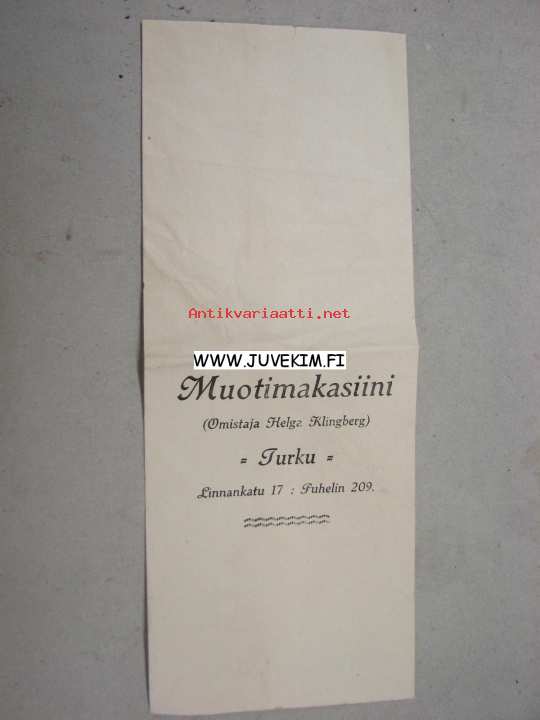 Antikvariaatti.net
WWW.JUVEKIM.FI
Muotimakasiini
(Omistaja Helga Klingberg)
= Turku =
Linnankatu 17 : Puhelin 209.